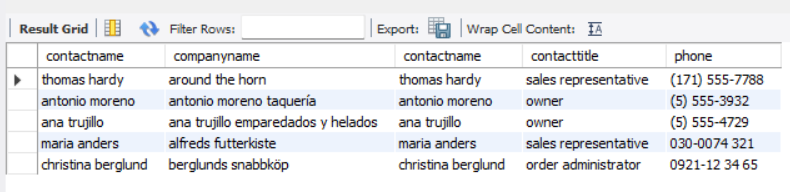 Result Grid Filter Rows: Export: Wrap Cell Content: IA
contactname companyname contactname contacttitle phone
thomas hardy around the horn thomas hardy sales representative (171) 555-7788
antonio moreno antonio moreno taquería antonio moreno owner (5) 555-3932
ana trujillo ana trujillo emparedados y helados ana trujillo owner (5) 555-4729
maria anders alfreds futterkiste maria anders sales representative 030-0074 321
christina berglund berglunds snabbköp christina berglund order administrator 0921-12 34 65